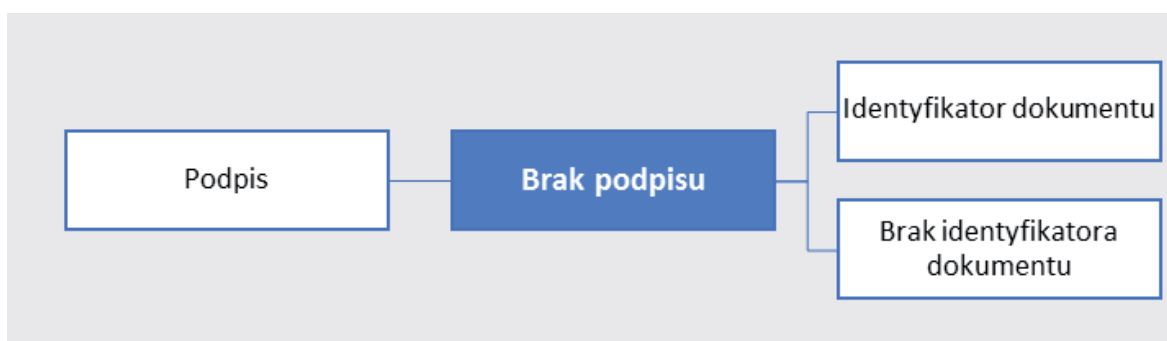 Podpis
Brak podpisu
Identyfikator dokumentu
Brak identyfikatora
dokumentu